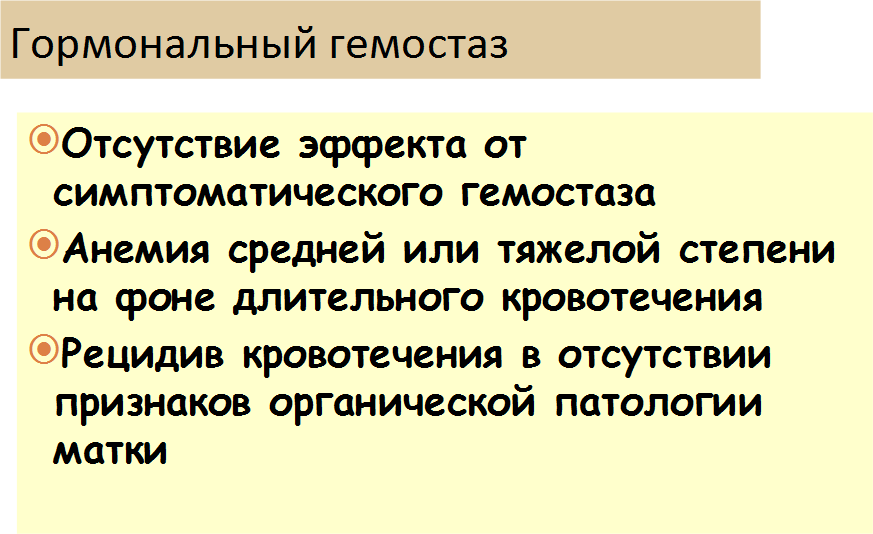 Гормональный гемостаз
Отсутствие эффекта от
симптоматического гемостаза
Анемия средней или тяжелой степени
на фоне длительного кровотечения
Рецидив кровотечения в отсутствии
признаков органической патологии
матки